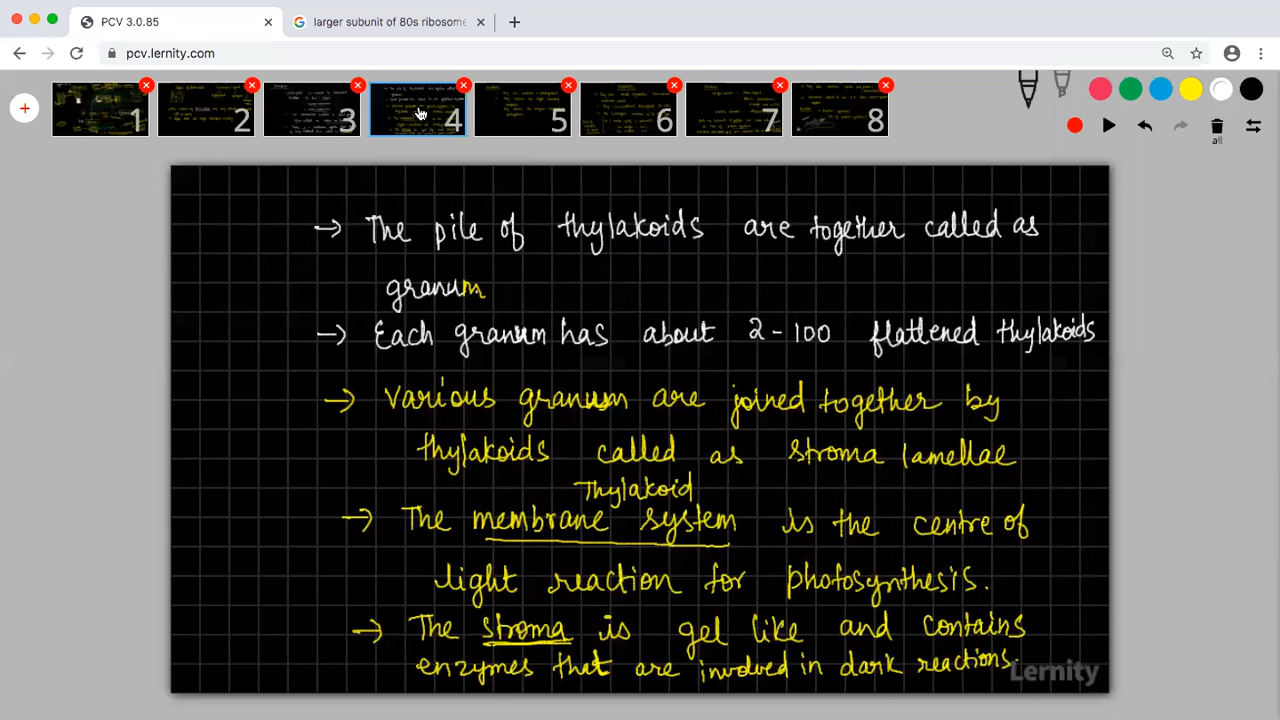 PCV 3.0.85
larger subunit of 80s ribosome
pcv.lernity.com
1 2 3 4 5 6 7 8
all
→ The pile of thylakoids are together called as
granum
→ Each granum has about 2-100 flattened thylakoids
→ Various granum are joined together by
thylakoids called as stroma lamellae
Thylakoid
→ The membrane system is the centre of
light reaction for photosynthesis.
→ The stroma is gel like and contains
enzymes that are involved in dark reactions.
Lernity